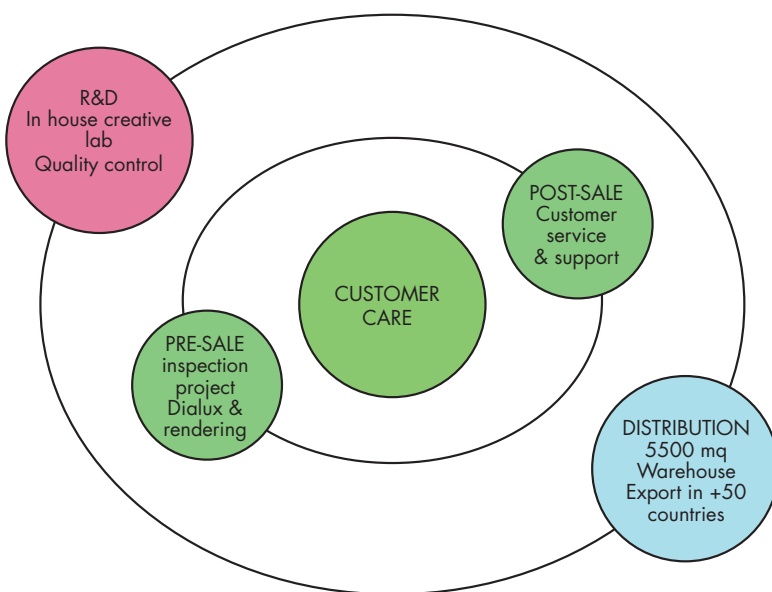 R&D
In house creative
lab
Quality control
POST-SALE
Customer
service
& support
CUSTOMER
CARE
PRE-SALE
inspection
project
Dialux &
rendering
DISTRIBUTION
5500 mq
Warehouse
Export in +50
countries